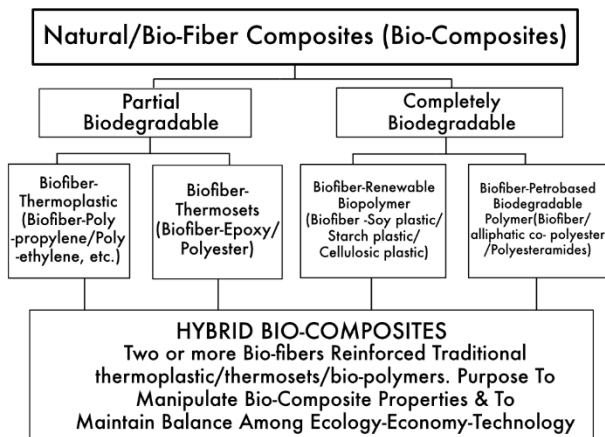 Natural/Bio-Fiber Composites (Bio-Composites)
Partial
Biodegradable
Completely
Biodegradable
Biofiber-
Thermoplastic
(Biofiber-Poly
-propylene/Poly
-ethylene, etc.)
Biofiber-
Thermosets
(Biofiber-Epoxy/
Polyester)
Biofiber-Renewable
Biopolymer
(Biofiber -Soy plastic/
Starch plastic/
Cellulosic plastic)
Biofiber-Petrobased
Biodegradable
Polymer(Biofiber/
alliphatic co- polyester
/Polyesteramides)
HYBRID BIO-COMPOSITES
Two or more Bio-fibers Reinforced Traditional
thermoplastic/thermosets/bio-polymers. Purpose To
Manipulate Bio-Composite Properties & To
Maintain Balance Among Ecology-Economy-Technology